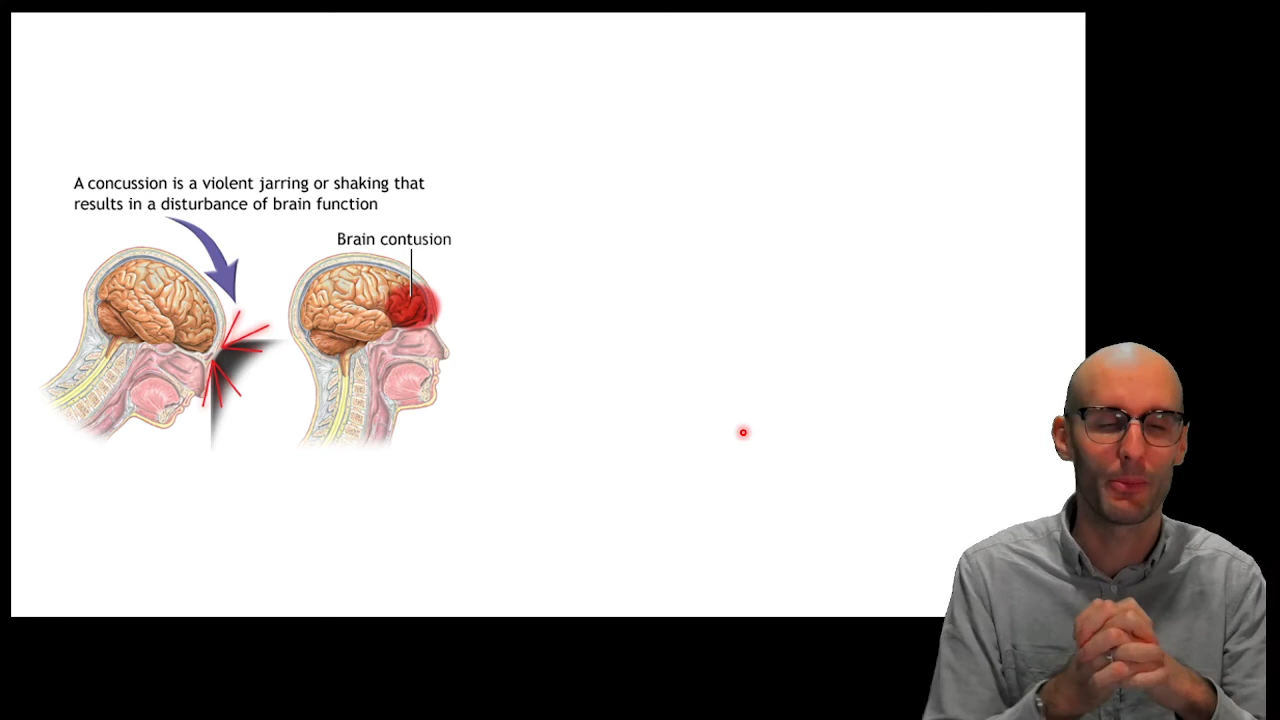 A concussion is a violent jarring or shaking that
results in a disturbance of brain function
Brain contusion